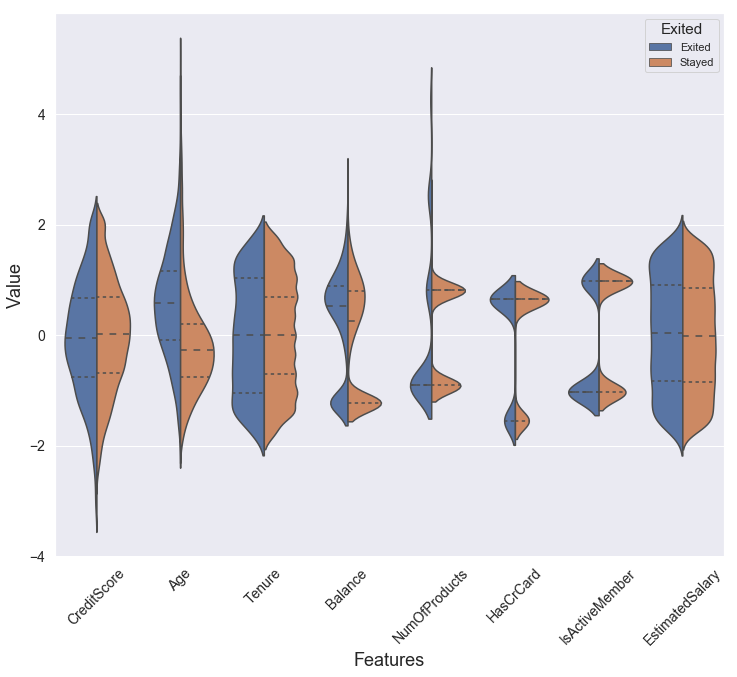 Exited
Exited
Stayed
4
2
0
−2
−4
Value
CreditScore
Age
Tenure
Balance
NumOfProducts
HasCrCard
IsActiveMember
EstimatedSalary
Features